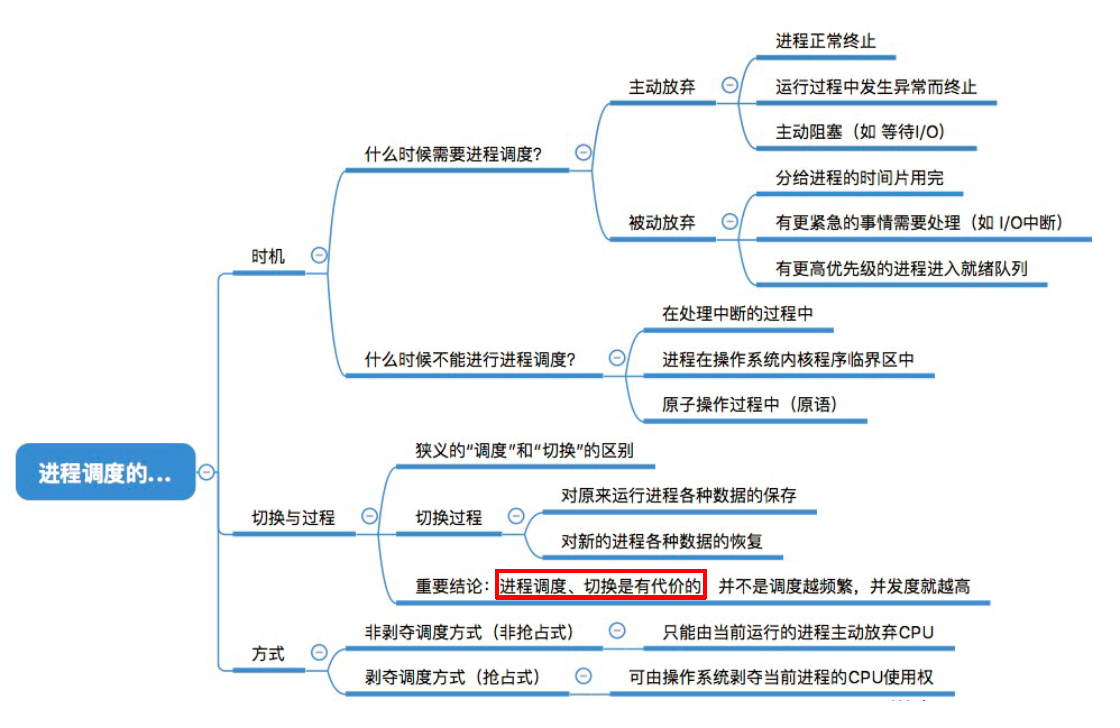 进程正常终止
主动放弃
运行过程中发生异常而终止
主动阻塞（如 等待I/O）
什么时候需要进程调度?
分给进程的时间片用完
被动放弃
有更紧急的事情需要处理（如 I/O中断）
有更高优先级的进程进入就绪队列
时机
在处理中断的过程中
什么时候不能进行进程调度?
进程在操作系统内核程序临界区中
原子操作过程中（原语）
进程调度的...
狭义的“调度”和“切换”的区别
切换与过程
切换过程
对原来运行进程各种数据的保存
对新的进程各种数据的恢复
重要结论：进程调度、切换是有代价的 并不是调度越频繁，并发度就越高
方式
非剥夺调度方式（非抢占式）
只能由当前运行的进程主动放弃CPU
剥夺调度方式（抢占式）
可由操作系统剥夺当前进程的CPU使用权